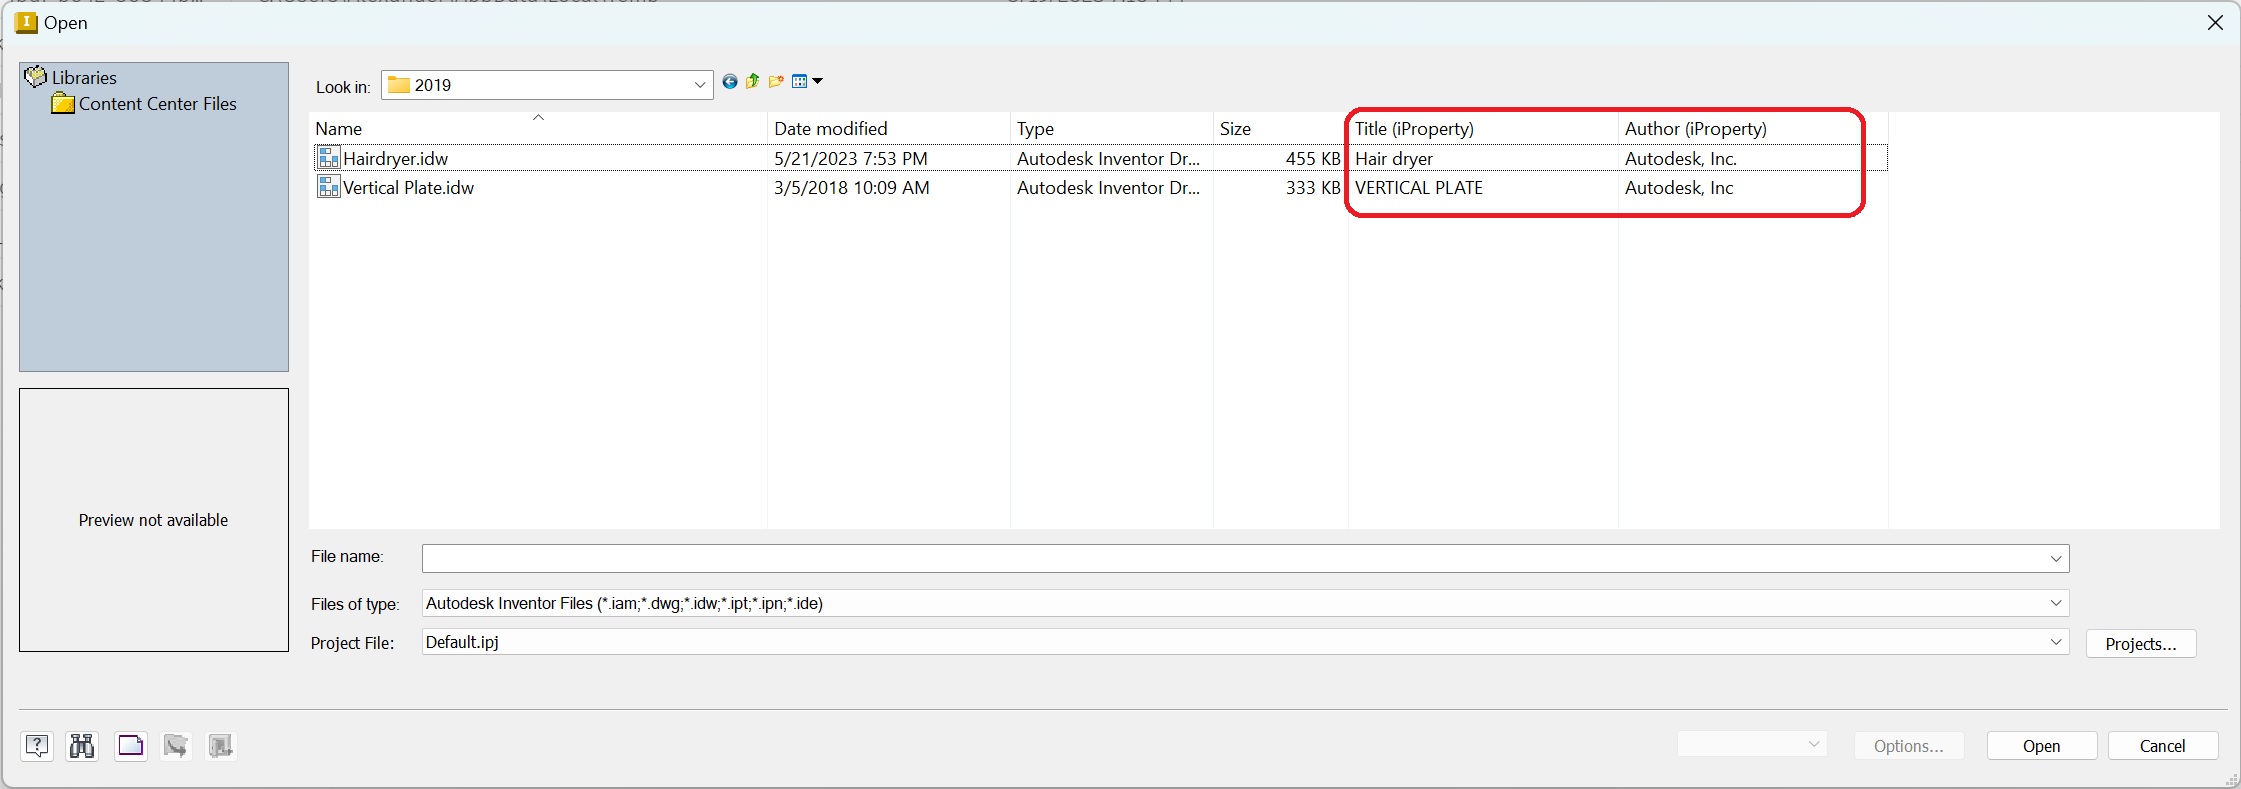 Open
Libraries
Content Center Files
Look in: 2019
Name Date modified Type Size Title (iProperty) Author (iProperty)
Hairdryer.idw 5/21/2023 7:53 PM Autodesk Inventor Dr... 455 KB Hair dryer Autodesk, Inc.
Vertical Plate.idw 3/5/2018 10:09 AM Autodesk Inventor Dr... 333 KB VERTICAL PLATE Autodesk, Inc
Preview not available
File name:
Files of type: Autodesk Inventor Files (*.iam;*.dwg;*.idw;*.ipt;*.ipn;*.ide)
Project File: Default.ipj Projects...
Options... Open Cancel